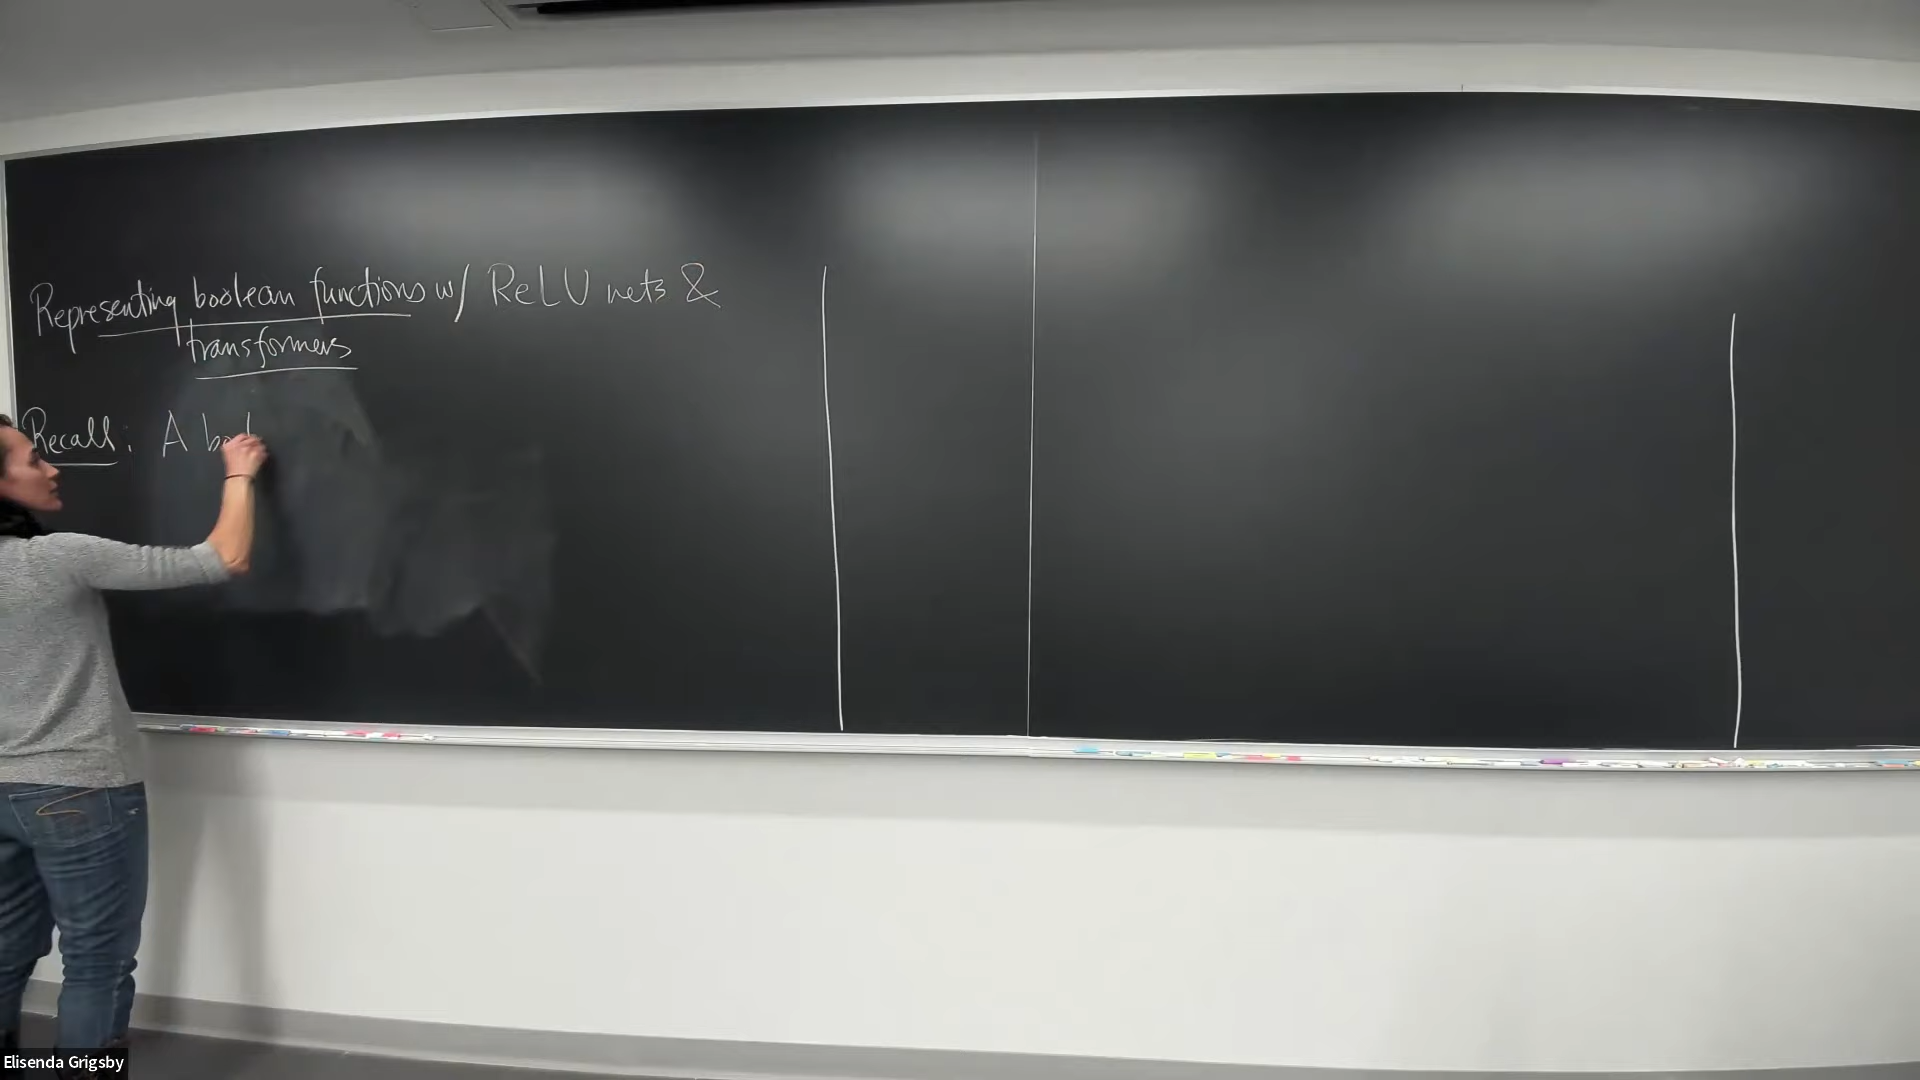 Representing boolean functions w/ ReLU nets &
transformers
Recall: A
Elisenda Grigsby